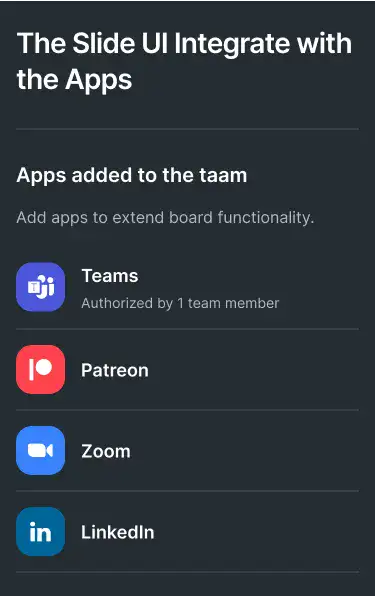 The Slide UI Integrate with
the Apps
Apps added to the taam
Add apps to extend board functionality.
Teams
Authorized by 1 team member
Patreon
Zoom
in
LinkedIn